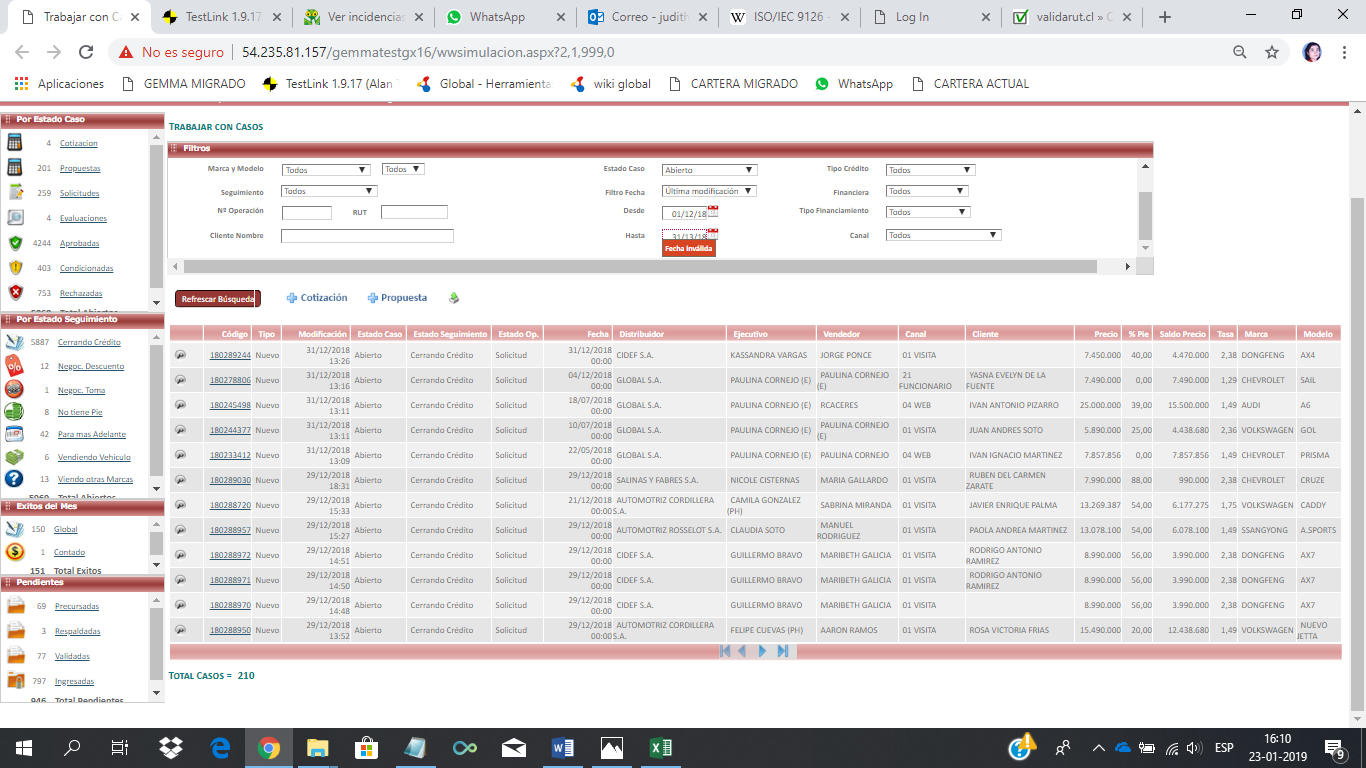 Trabajar con C
TestLink 1.9.17
Ver incidencias
WhatsApp
Correo - judith
ISO/IEC 9126 -
Log In
validarut.cl » C
No es seguro
54.235.81.157/gemmatestgx16/wwsimulacion.aspx?2,1,999,0
Aplicaciones
GEMMA MIGRADO
TestLink 1.9.17 (Alan
Global - Herramienta
wiki global
CARTERA MIGRADO
WhatsApp
CARTERA ACTUAL
Por Estado Caso
4 Cotizacion
201 Propuestas
259 Solicitudes
4 Evaluaciones
4244 Aprobadas
403 Condicionadas
753 Rechazadas
Por Estado Seguimiento
5887 Cerrando Crédito
12 Negoc. Descuento
1 Negoc. Toma
8 No tiene Pie
42 Para mas Adelante
6 Vendiendo Vehículo
13 Viendo otras Marcas
5969 Total Abiertos
Exitos del Mes
150 Global
1 Contado
151 Total Exitos
Pendientes
69 Precursadas
3 Respaldadas
77 Validadas
797 Ingresadas
946 Total Pendientes
TRABAJAR CON CASOS
Filtros
Marca y Modelo Todos Todos Estado Caso Abierto Tipo Crédito Todos
Seguimiento Todos Filtro Fecha Última modificación Financiera Todos
Nº Operación RUT Desde 01/12/18 Tipo Financiamiento Todos
Cliente Nombre Hasta 31/13/18 Canal Todos
Fecha Inválida
Refrescar Búsqueda Cotización Propuesta
Código Tipo Modificación Estado Caso Estado Seguimiento Estado Op. Fecha Distribuidor Ejecutivo Vendedor Canal Cliente Precio % Pie Saldo Precio Tasa Marca Modelo
180289244 Nuevo 31/12/2018 13:26 Abierto Cerrando Crédito Solicitud 31/12/2018 00:00 CIDEF S.A. KASSANDRA VARGAS JORGE PONCE 01 VISITA 7.450.000 40,00 4.470.000 2,38 DONGFENG AX4
180278806 Nuevo 31/12/2018 13:16 Abierto Cerrando Crédito Solicitud 04/12/2018 00:00 GLOBAL S.A. PAULINA CORNEJO (E) PAULINA CORNEJO (E) 21 FUNCIONARIO YASNA EVELYN DE LA FUENTE 7.490.000 0,00 7.490.000 1,29 CHEVROLET SAIL
180245498 Nuevo 31/12/2018 13:11 Abierto Cerrando Crédito Solicitud 18/07/2018 00:00 GLOBAL S.A. PAULINA CORNEJO (E) RCACERES 04 WEB IVAN ANTONIO PIZARRO 25.000.000 39,00 15.500.000 1,49 AUDI A6
180244377 Nuevo 31/12/2018 13:11 Abierto Cerrando Crédito Solicitud 10/07/2018 00:00 GLOBAL S.A. PAULINA CORNEJO (E) PAULINA CORNEJO (E) 01 VISITA JUAN ANDRES SOTO 5.890.000 25,00 4.438.680 2,36 VOLKSWAGEN GOL
180233412 Nuevo 31/12/2018 13:09 Abierto Cerrando Crédito Solicitud 22/05/2018 00:00 GLOBAL S.A. PAULINA CORNEJO (E) PAULINA CORNEJO (E) 04 WEB IVAN IGNACIO MARTINEZ 7.857.856 0,00 7.857.856 1,49 CHEVROLET PRISMA
180289030 Nuevo 29/12/2018 18:31 Abierto Cerrando Crédito Solicitud 29/12/2018 00:00 SALINAS Y FABRES S.A. NICOLE CISTERNAS MARIA GALLARDO 01 VISITA RUBEN DEL CARMEN ZARATE 7.990.000 88,00 990.000 2,38 CHEVROLET CRUZE
180288720 Nuevo 29/12/2018 15:33 Abierto Cerrando Crédito Solicitud 21/12/2018 00:00 AUTOMOTRIZ CORDILLERA S.A. CAMILA GONZALEZ (PH) SABRINA MIRANDA 01 VISITA JAVIER ENRIQUE PALMA 13.269.387 54,00 6.177.275 1,75 VOLKSWAGEN CADDY
180288957 Nuevo 29/12/2018 15:27 Abierto Cerrando Crédito Solicitud 29/12/2018 00:00 AUTOMOTRIZ ROSSELOT S.A. CLAUDIA SOTO MANUEL RODRIGUEZ 01 VISITA PAOLA ANDREA MARTINEZ 13.078.100 54,00 6.078.100 1,49 SSANGYONG A.SPORTS
180288972 Nuevo 29/12/2018 14:51 Abierto Cerrando Crédito Solicitud 29/12/2018 00:00 CIDEF S.A. GUILLERMO BRAVO MARIBETH GALICIA 01 VISITA RODRIGO ANTONIO RAMIREZ 8.990.000 56,00 3.990.000 2,38 DONGFENG AX7
180288971 Nuevo 29/12/2018 14:50 Abierto Cerrando Crédito Solicitud 29/12/2018 00:00 CIDEF S.A. GUILLERMO BRAVO MARIBETH GALICIA 01 VISITA RODRIGO ANTONIO RAMIREZ 8.990.000 56,00 3.990.000 2,38 DONGFENG AX7
180288970 Nuevo 29/12/2018 14:48 Abierto Cerrando Crédito Solicitud 29/12/2018 00:00 CIDEF S.A. GUILLERMO BRAVO MARIBETH GALICIA 01 VISITA 8.990.000 56,00 3.990.000 2,38 DONGFENG AX7
180288950 Nuevo 29/12/2018 13:52 Abierto Cerrando Crédito Solicitud 29/12/2018 00:00 AUTOMOTRIZ CORDILLERA S.A. FELIPE CUEVAS (PH) AARON RAMOS 01 VISITA ROSA VICTORIA FRIAS 15.490.000 20,00 12.438.680 1,49 VOLKSWAGEN NUEVO JETTA
TOTAL CASOS = 210
ESP
16:10
23-01-2019
9